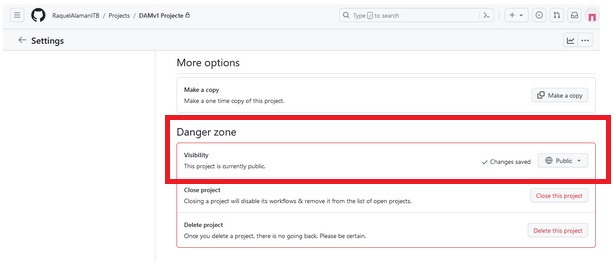 RaquelAlamanITB / Projects / DAMv1 Projecte
Type / to search
Settings
More options
Make a copy
Make a one time copy of this project.
Make a copy
Danger zone
Visibility
This project is currently public.
Changes saved
Public
Close project
Closing a project will disable its workflows & remove it from the list of open projects.
Close this project
Delete project
Once you delete a project, there is no going back. Please be certain.
Delete this project